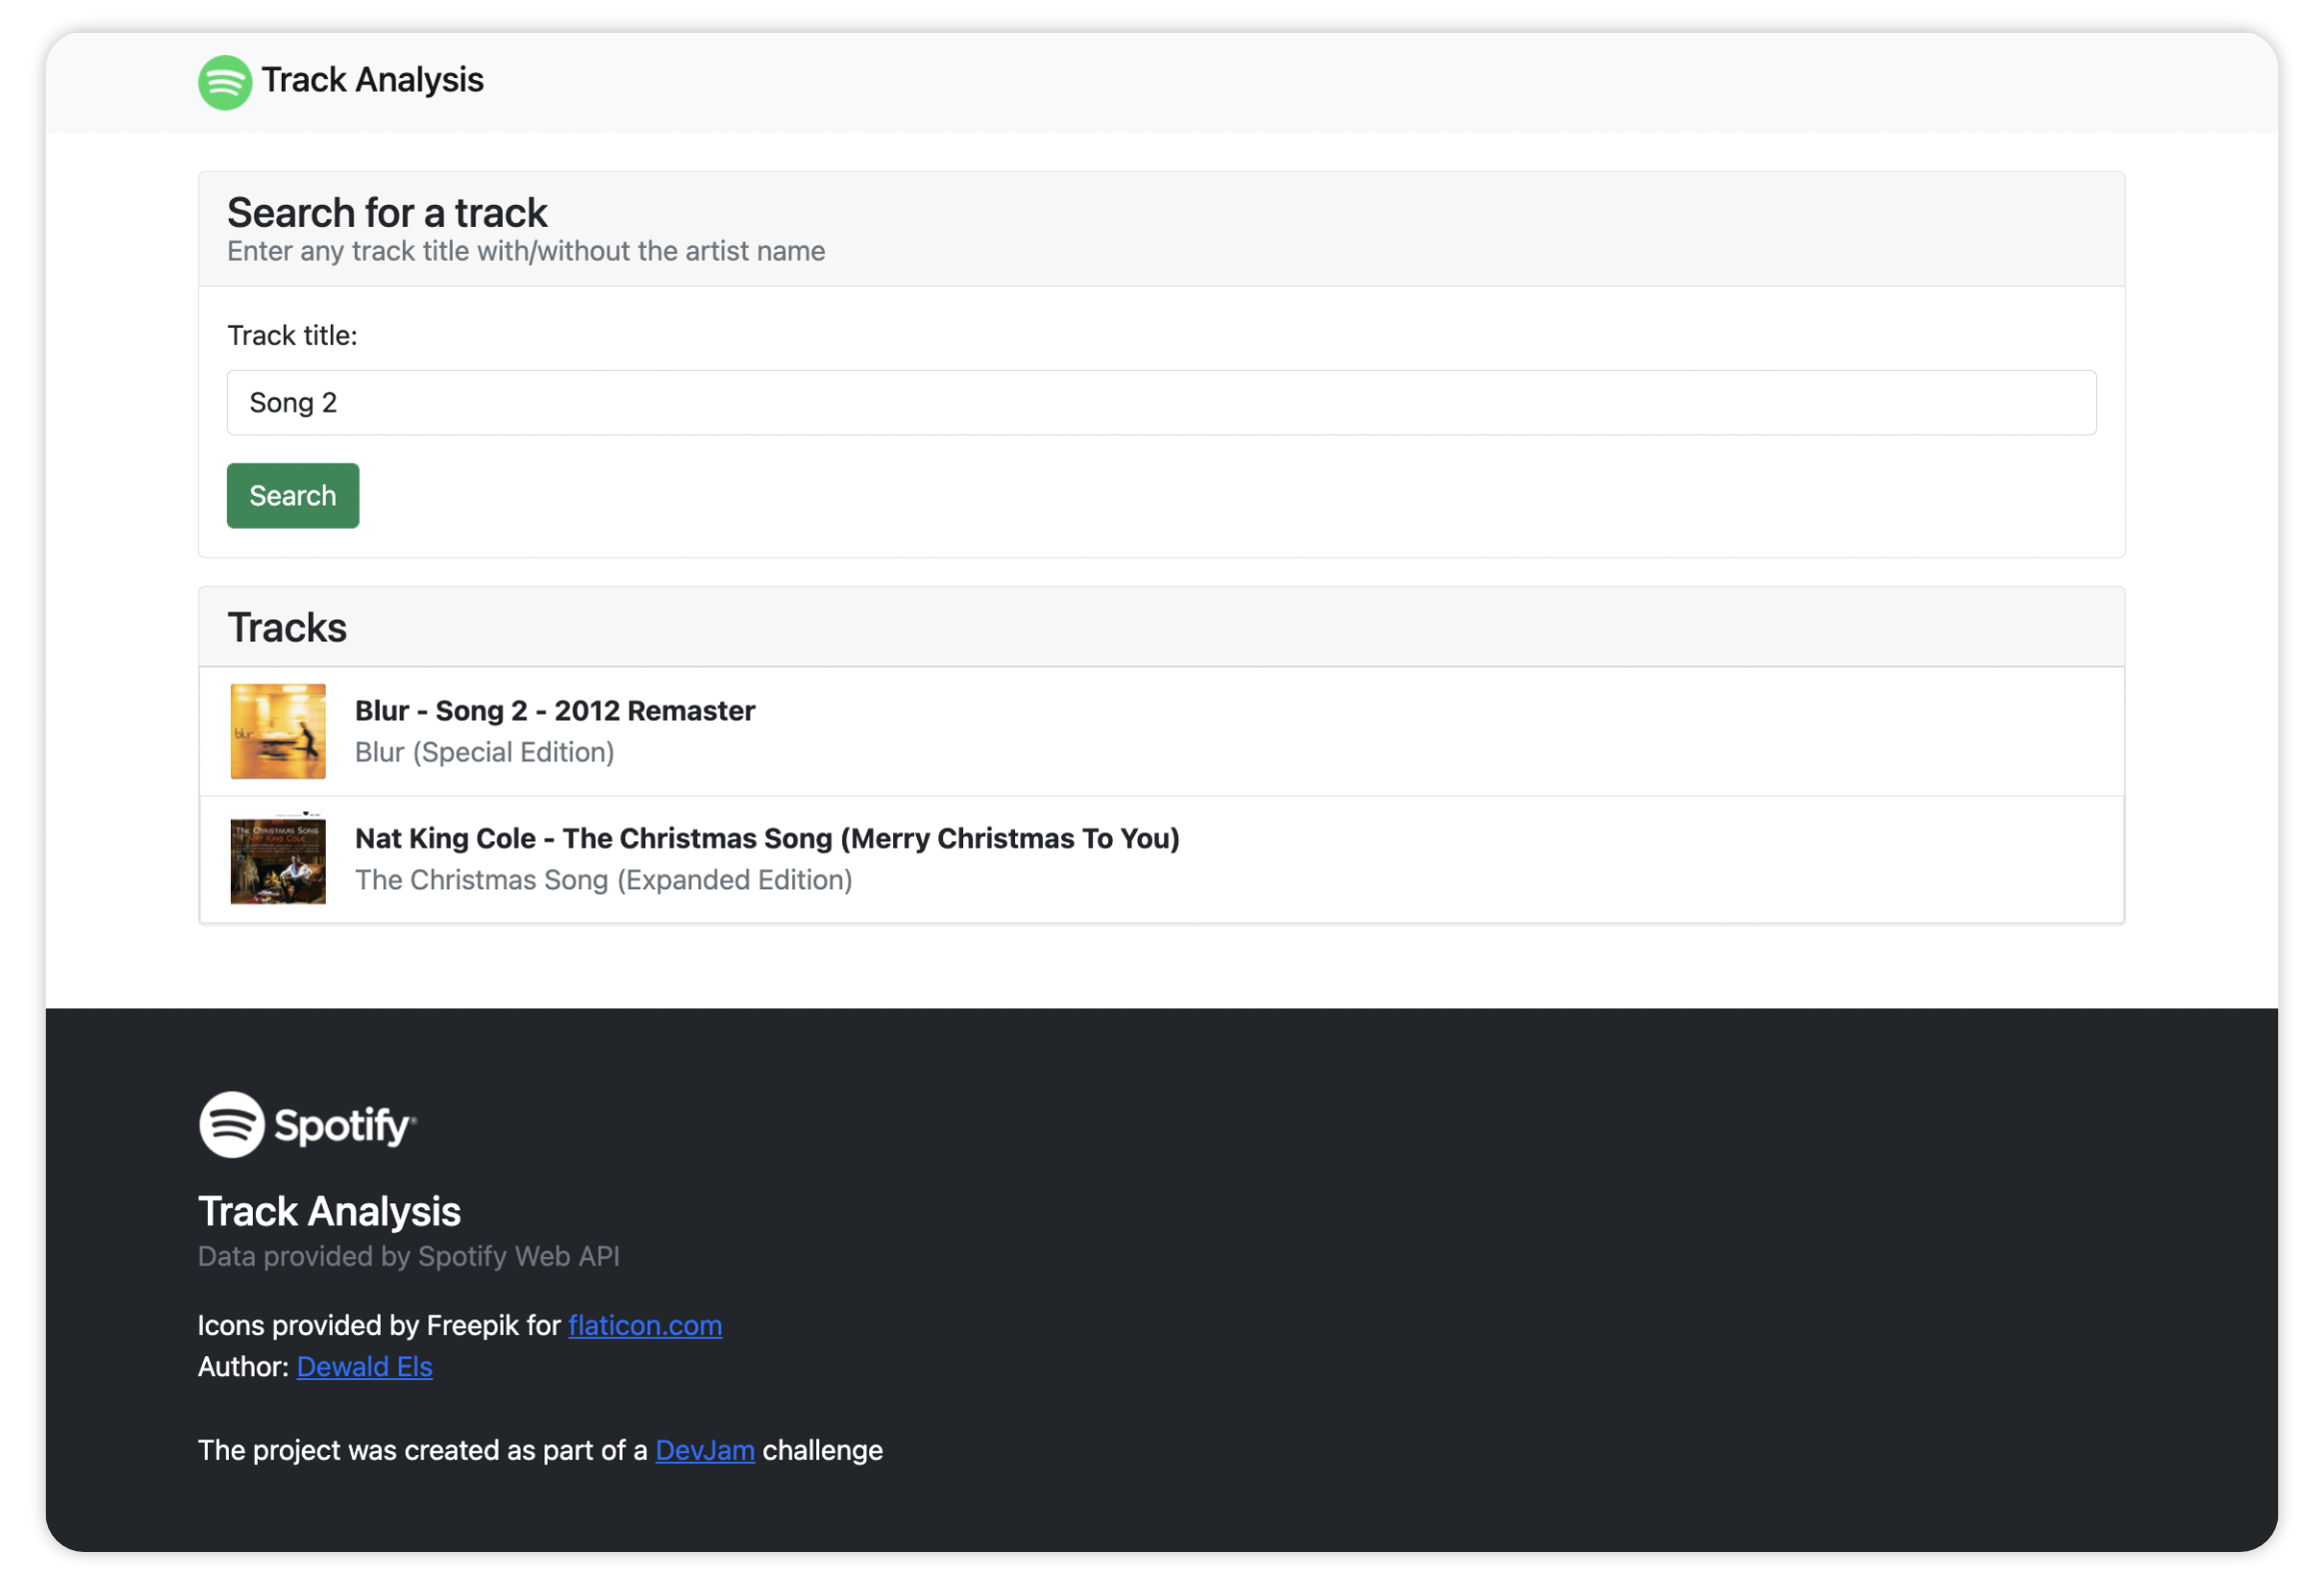 Track Analysis
Search for a track
Enter any track title with/without the artist name
Track title:
Song 2
Search
Tracks
blur
Blur - Song 2 - 2012 Remaster
Blur (Special Edition)
THE CHRISTMAS SONG
NAT KING COLE
Nat King Cole - The Christmas Song (Merry Christmas To You)
The Christmas Song (Expanded Edition)
Spotify
Track Analysis
Data provided by Spotify Web API
Icons provided by Freepik for flaticon.com
Author: Dewald Els
The project was created as part of a DevJam challenge